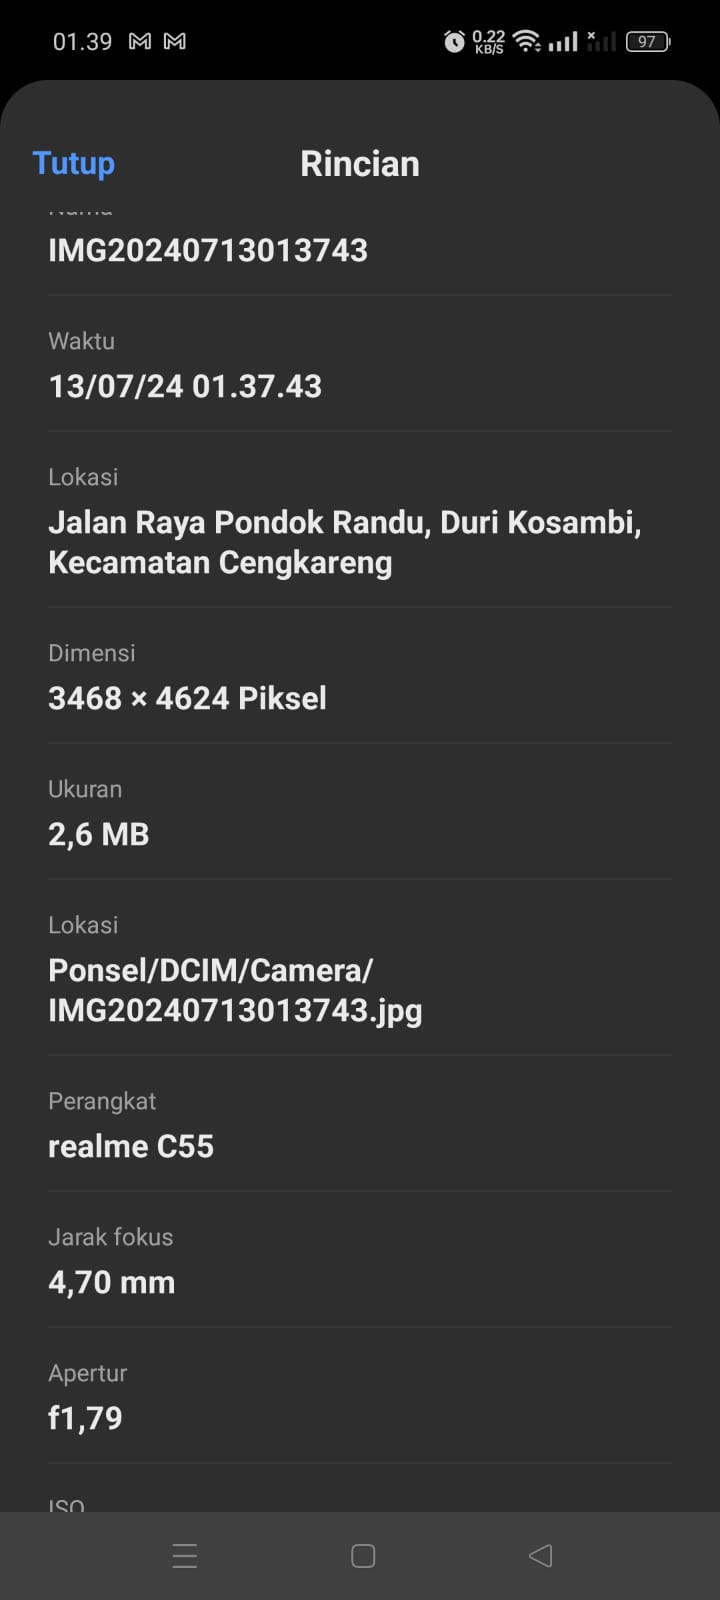 01.39
0.22
KB/S
97
Tutup
Rincian
Nama
IMG20240713013743
Waktu
13/07/24 01.37.43
Lokasi
Jalan Raya Pondok Randu, Duri Kosambi,
Kecamatan Cengkareng
Dimensi
3468 × 4624 Piksel
Ukuran
2,6 MB
Lokasi
Ponsel/DCIM/Camera/
IMG20240713013743.jpg
Perangkat
realme C55
Jarak fokus
4,70 mm
Apertur
f1,79
ISO